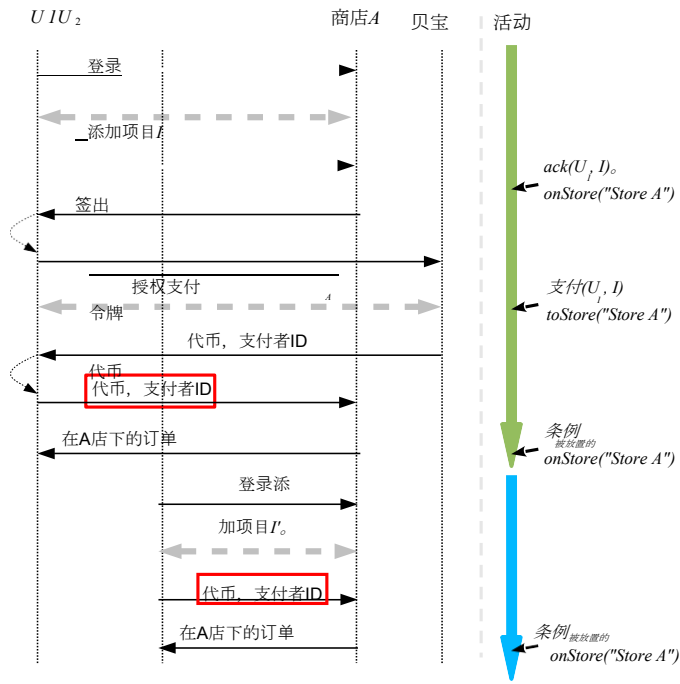 U 1U 2 商店A 贝宝 活动
登录
添加项目I
ack(U I, I)。
onStore("Store A")
签出
授权支付
A
支付(U I, I)
toStore("Store A")
令牌
代币，支付者ID
代币
代币，支付者ID
条例被放置的
onStore("Store A")
在A店下的订单
登录添
加项目I'。
代币，支付者ID
在A店下的订单
条例被放置的
onStore("Store A")